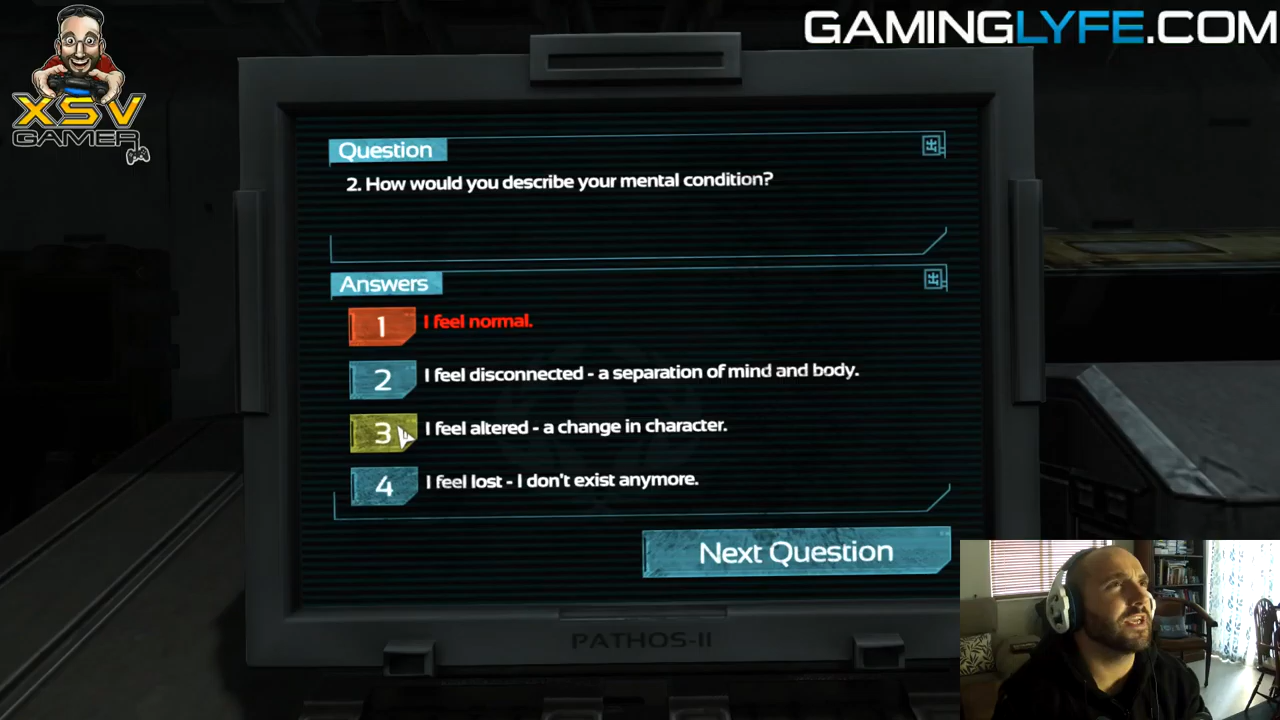 GAMINGLYFE.COM
XSV
GAMER
Question
2. How would you describe your mental condition?
Answers
1 I feel normal.
2 I feel disconnected - a separation of mind and body.
3 I feel altered - a change in character.
4 I feel lost - I don't exist anymore.
Next Question
PATHOS-II